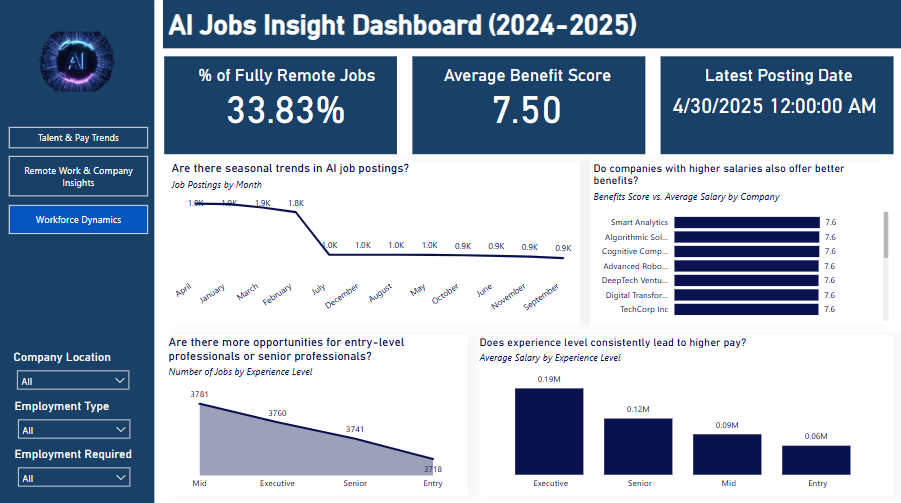 AI Jobs Insight Dashboard (2024-2025)
AI
% of Fully Remote Jobs
33.83%
Average Benefit Score
7.50
Latest Posting Date
4/30/2025 12:00:00 AM
Talent & Pay Trends
Remote Work & Company
Insights
Workforce Dynamics
Company Location
All
Employment Type
All
Employment Required
All
Are there seasonal trends in AI job postings?
Job Postings by Month
1.9K 1.9K 1.9K 1.8K 1.0K 1.0K 1.0K 1.0K 0.9K 0.9K 0.9K 0.9K
April January March February July December August May October June November September
Do companies with higher salaries also offer better
benefits?
Benefits Score vs. Average Salary by Company
Smart Analytics 7.6
Algorithmic Sol... 7.6
Cognitive Comp... 7.6
Advanced Robo... 7.6
DeepTech Ventu... 7.6
Digital Transfor... 7.6
TechCorp Inc 7.6
Are there more opportunities for entry-level
professionals or senior professionals?
Number of Jobs by Experience Level
3781 3760 3741 3718
Mid Executive Senior Entry
Does experience level consistently lead to higher pay?
Average Salary by Experience Level
0.19M 0.12M 0.09M 0.06M
Executive Senior Mid Entry